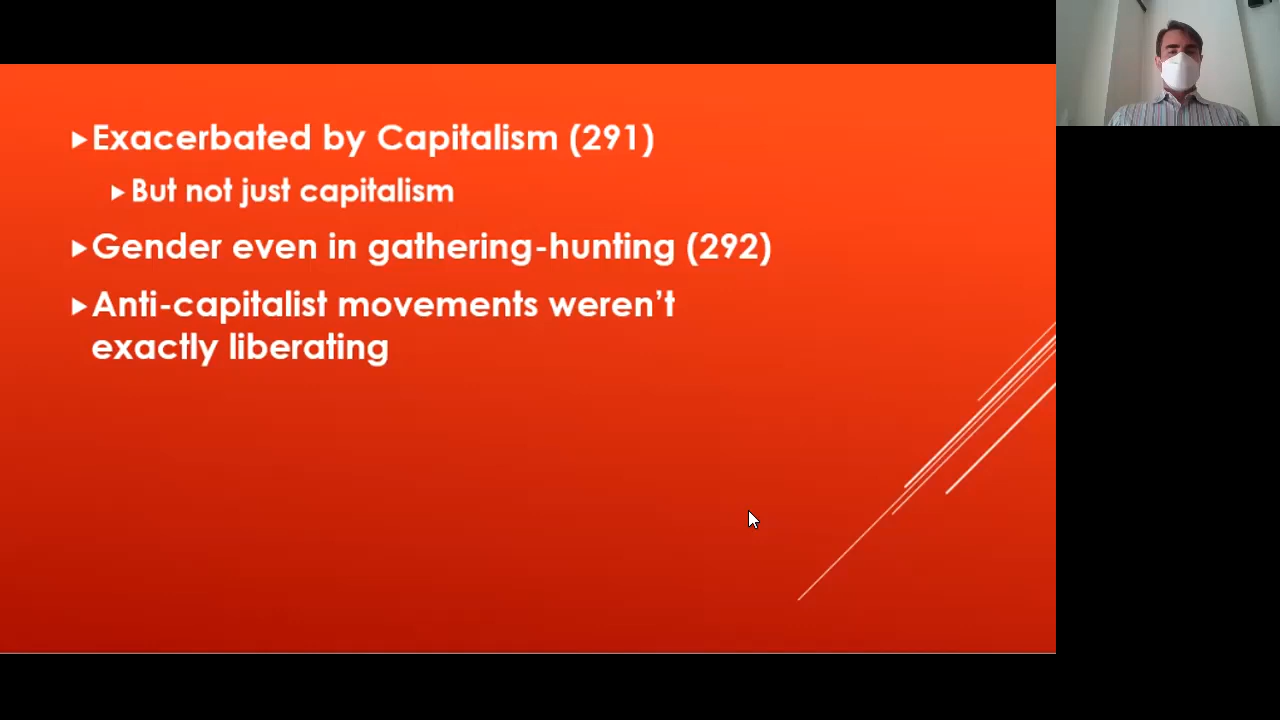 Exacerbated by Capitalism (291)
But not just capitalism
Gender even in gathering-hunting (292)
Anti-capitalist movements weren’t
exactly liberating